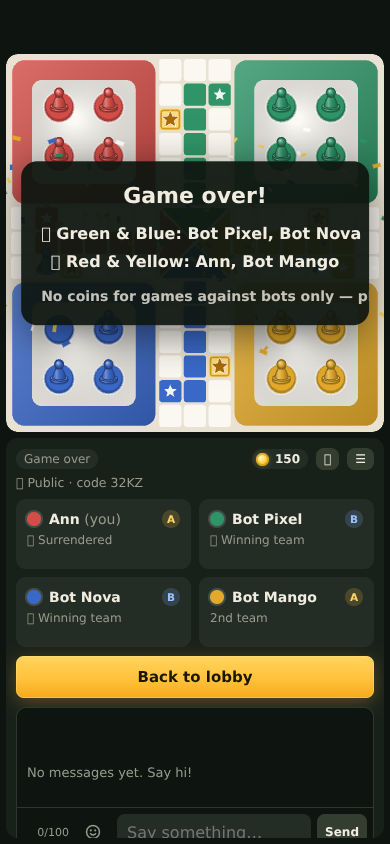 Game over!
Green & Blue: Bot Pixel, Bot Nova
Red & Yellow: Ann, Bot Mango
No coins for games against bots only — p
Game over
150
Public · code 32KZ
Ann (you) A
Surrendered
Bot Pixel B
Winning team
Bot Nova B
Winning team
Bot Mango A
2nd team
Back to lobby
No messages yet. Say hi!
0/100
Say something...
Send